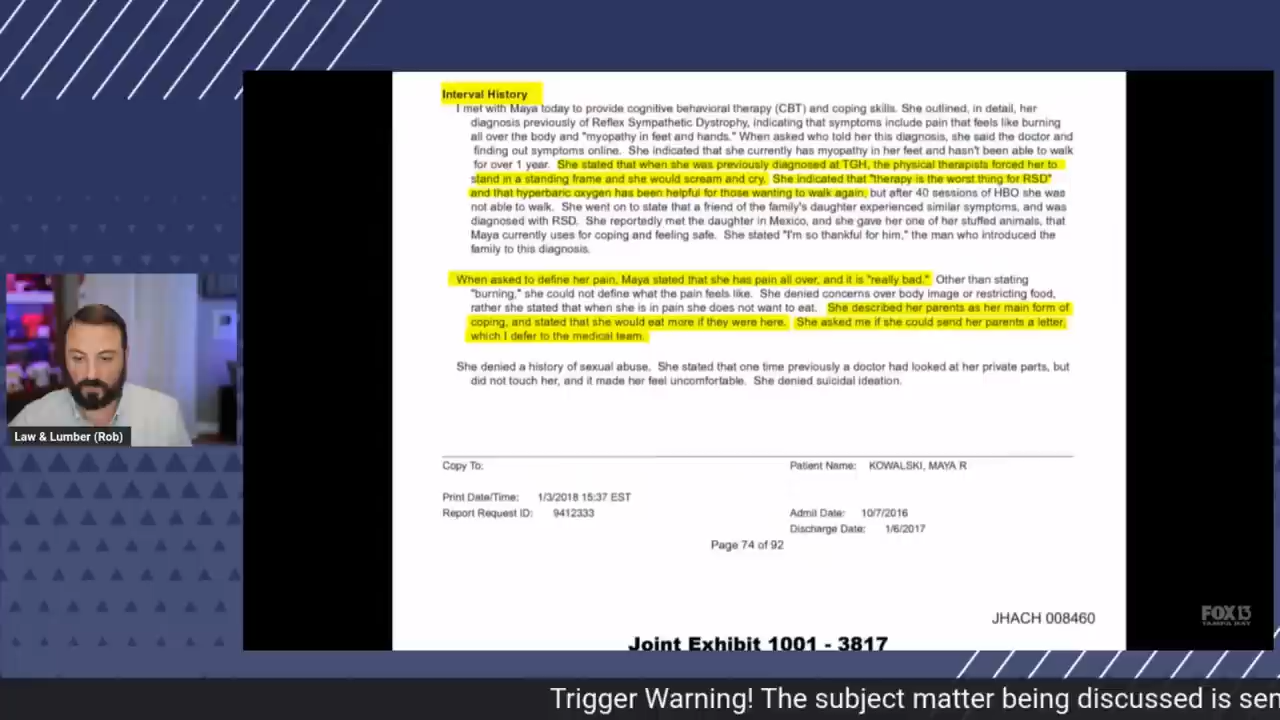 Interval History
I met with Maya today to provide cognitive behavioral therapy (CBT) and coping skills. She outlined, in detail, her
diagnosis previously of Reflex Sympathetic Dystrophy, indicating that symptoms include pain that feels like burning
all over the body and "myopathy in feet and hands." When asked who told her this diagnosis, she said the doctor and
finding out symptoms online. She indicated that she currently has myopathy in her feet and hasn't been able to walk
for over 1 year. She stated that when she was previously diagnosed at TGH, the physical therapists forced her to
stand in a standing frame and she would scream and cry. She indicated that "therapy is the worst thing for RSD"
and that hyperbaric oxygen has been helpful for those wanting to walk again, but after 40 sessions of HBO she was
not able to walk. She went on to state that a friend of the family's daughter experienced similar symptoms, and was
diagnosed with RSD. She reportedly met the daughter in Mexico, and she gave her one of her stuffed animals, that
Maya currently uses for coping and feeling safe. She stated "I'm so thankful for him," the man who introduced the
family to this diagnosis.
When asked to define her pain, Maya stated that she has pain all over, and it is "really bad." Other than stating
"burning," she could not define what the pain feels like. She denied concerns over body image or restricting food,
rather she stated that when she is in pain she does not want to eat. She described her parents as her main form of
coping, and stated that she would eat more if they were here. She asked me if she could send her parents a letter,
which I defer to the medical team.
She denied a history of sexual abuse. She stated that one time previously a doctor had looked at her private parts, but
did not touch her, and it made her feel uncomfortable. She denied suicidal ideation.
Law & Lumber (Rob)
Copy To:
Patient Name: KOWALSKI, MAYA R
Print Date/Time: 1/3/2018 15:37 EST
Report Request ID: 9412333
Admit Date: 10/7/2016
Discharge Date: 1/6/2017
Page 74 of 92
JHACH 008460
FOX 13
TAMPA BAY
Joint Exhibit 1001 - 3817
Trigger Warning! The subject matter being discussed is sen